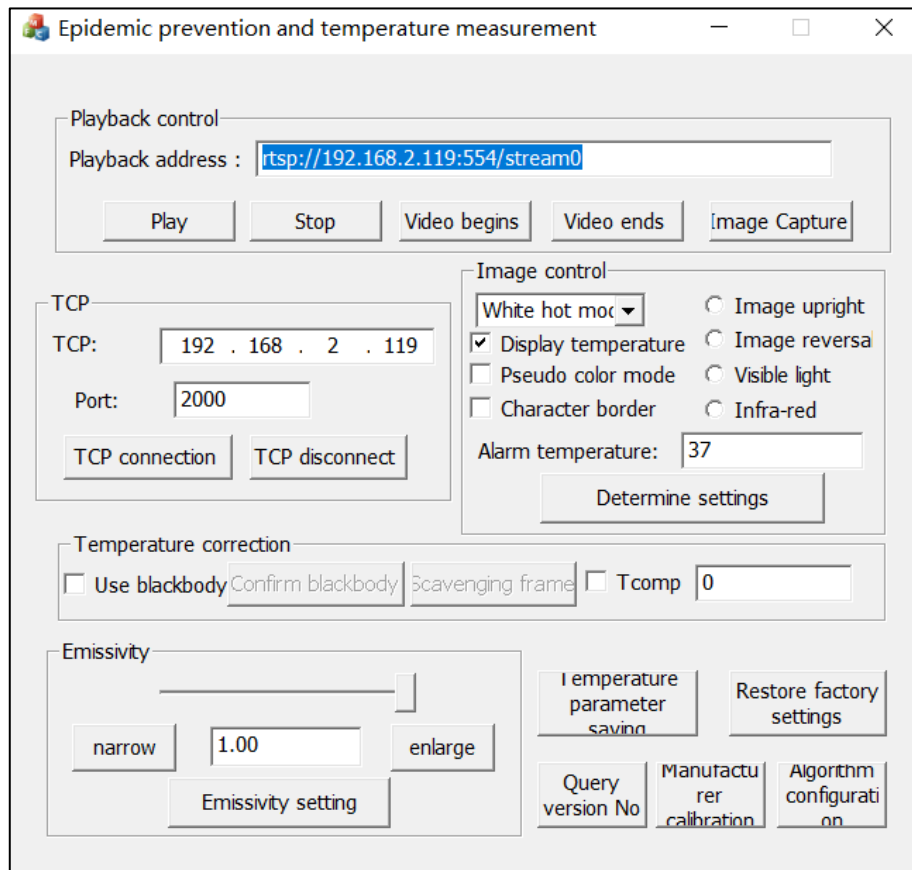 Epidemic prevention and temperature measurement
Playback control
Playback address :
rtsp://192.168.2.119:554/stream0
Play
Stop
Video begins
Video ends
Image Capture
TCP
TCP:
192 . 168 . 2 . 119
Port:
2000
TCP connection
TCP disconnect
Image control
White hot mod
Image upright
Display temperature
Image reversal
Pseudo color mode
Visible light
Character border
Infra-red
Alarm temperature:
37
Determine settings
Temperature correction
Use blackbody
Confirm blackbody
Scavenging frame
Tcomp
0
Emissivity
narrow
1.00
enlarge
Emissivity setting
Temperature
parameter
saving
Restore factory
settings
Query
version No
Manufactu
rer
calibration
Algorithm
configurati
on